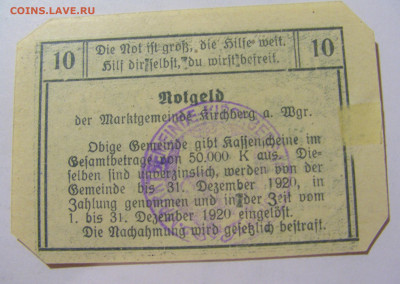 COINS.LAVE.RU
10 Die Not ist groß, die Hilfe weit. 10
Hilf dir selbst, du wirst befreit.
Notgeld
der Marktgemeinde Kirchberg a. Wgr.
Obige Gemeinde gibt Kassenscheine im
Gesamtbetrage von 50.000 K aus. Die-
selben sind unverzinslich, werden von der
Gemeinde bis 31. Dezember 1920, in
Zahlung genommen und in der Zeit vom
1. bis 31. Dezember 1920 eingelöst.
Die Nachahmung wird gesetzlich bestraft.